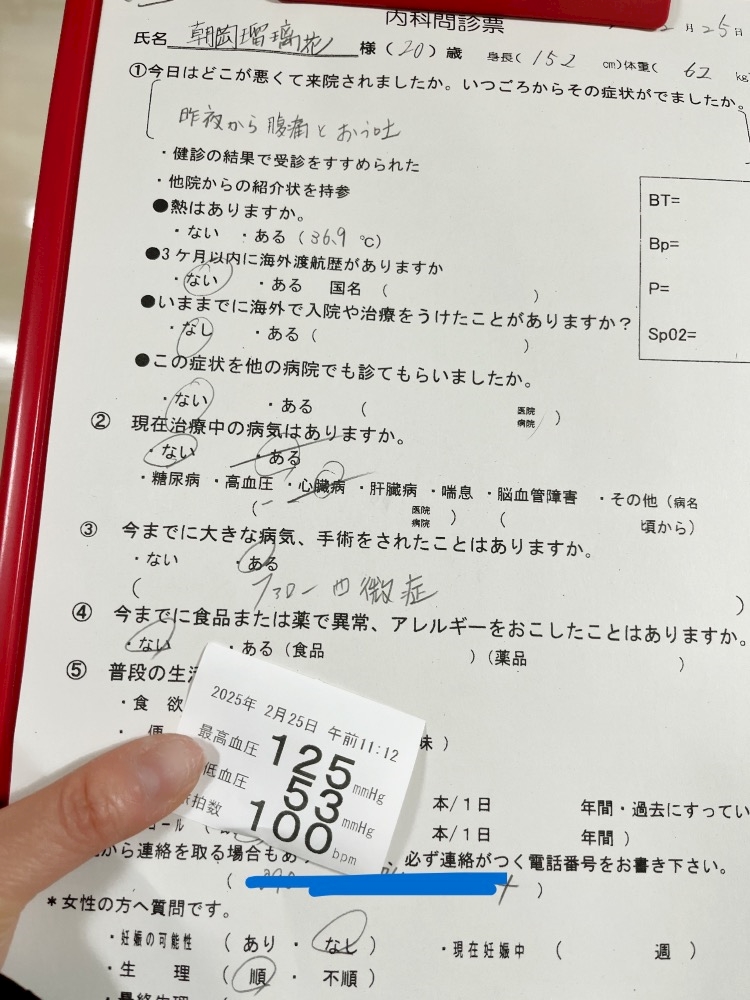 内科問診票
月 25日
氏名 朝岡瑠璃花 様（20）歳 身長（152 cm）体重（ 62 kg
①今日はどこが悪くて来院されましたか。いつごろからその症状がでましたか。
昨夜から腹痛とおう吐
・健診の結果で受診をすすめられた
・他院からの紹介状を持参
●熱はありますか。
・ない ・ある（36.9 ℃）
●3ケ月以内に海外渡航歴がありますか
・ない ・ある 国名（ ）
●いままでに海外で入院や治療をうけたことがありますか？
・なし ・ある（ ）
●この症状を他の病院でも診てもらいましたか。
・ない ・ある （ 医院 病院 ）
BT=
Bp=
P=
SpO2=
② 現在治療中の病気はありますか。
・ない ・ある
・糖尿病 ・高血圧 ・心臓病 ・肝臓病 ・喘息 ・脳血管障害 ・その他（病名
（ 医院 病院 ） （ 頃から）
③ 今までに大きな病気、手術をされたことはありますか。
・ない ・ある
（ ）
④ 今までに食品または薬で異常、アレルギーをおこしたことはありますか。
・ない ・ある（食品 ）（薬品 ）
⑤ 普段の生活
・食 欲
・便 味 ）
2025年 2月25日 午前11:12
最高血圧 125 mmHg
低血圧 53 mmHg
拍数 100 bpm
本/1日 年間・過去にすってい
ール（ 本/1日 年間 ）
から連絡を取る場合もあ 、必ず連絡がつく電話番号をお書き下さい。
（ ）
*女性の方へ質問です。
・妊娠の可能性 （ あり ・ なし ） ・現在妊娠中 （ 週 ）
・生 理 （ 順 ・ 不順 ）
・最終生理